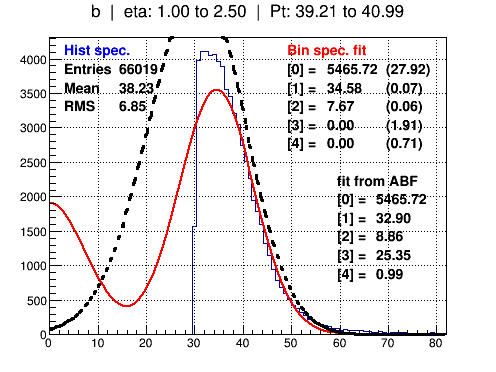 b | eta: 1.00 to 2.50 | Pt: 39.21 to 40.99
Hist spec.
Entries 66019
Mean 38.23
RMS 6.85
Bin spec. fit
[0] = 5465.72 (27.92)
[1] = 34.58 (0.07)
[2] = 7.67 (0.06)
[3] = 0.00 (1.91)
[4] = 0.00 (0.71)
fit from ABF
[0] = 5465.72
[1] = 32.90
[2] = 8.86
[3] = 25.35
[4] = 0.99
4000
3500
3000
2500
2000
1500
1000
500
0
0 10 20 30 40 50 60 70 80